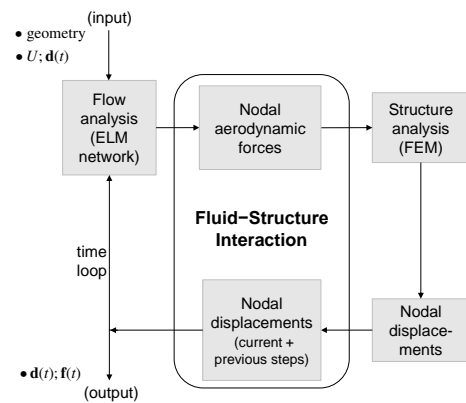 (input)
• geometry
• U; d(t)
Flow
analysis
(ELM
network)
Nodal
aerodynamic
forces
Structure
analysis
(FEM)
Fluid−Structure
Interaction
time
loop
Nodal
displacements
(current +
previous steps)
Nodal
displace-
ments
• d(t); f(t)
(output)